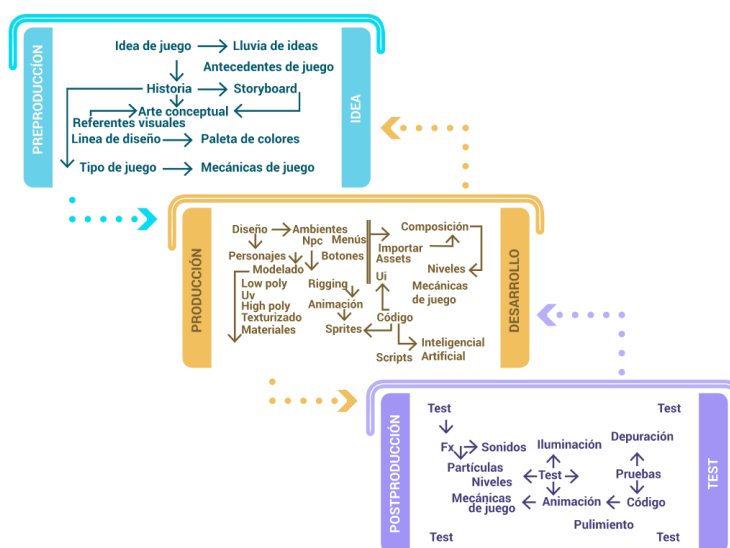 PREPRODUCCÍON
Idea de juego
Lluvia de ideas
Antecedentes de juego
Historia
Storyboard
Arte conceptual
Referentes visuales
Linea de diseño
Paleta de colores
Tipo de juego
Mecánicas de juego
IDEA
PRODUCCIÓN
Diseño
Ambientes
Npc
Menús
Personajes
Botones
Modelado
Low poly
Uv
High poly
Texturizado
Materiales
Rigging
Animación
Sprites
Composición
Importar
Assets
Niveles
Ui
Mecánicas
de juego
Código
Inteligencial
Artificial
Scripts
DESARROLLO
POSTPRODUCCIÓN
Test
Test
Fx
Sonidos
Iluminación
Depuración
Partículas
Niveles
Test
Pruebas
Mecánicas
de juego
Animación
Código
Pulimiento
Test
Test
TEST